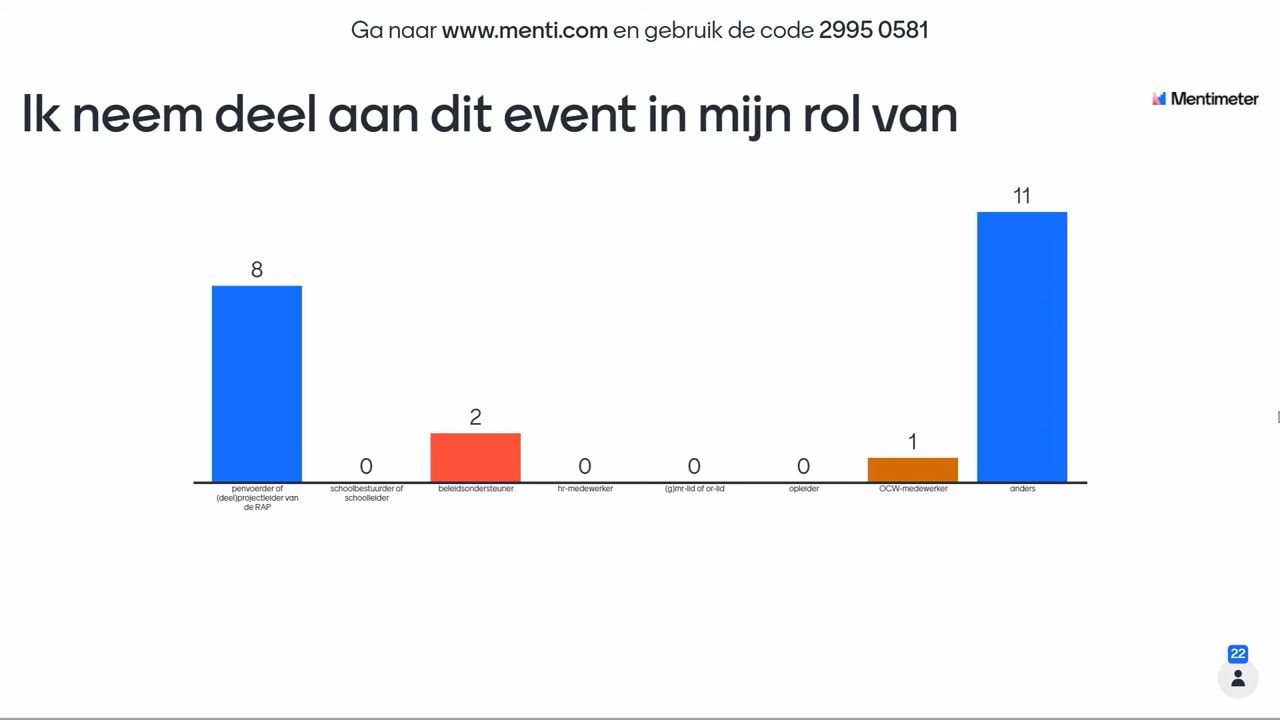 Ga naar www.menti.com en gebruik de code 2995 0581
Ik neem deel aan dit event in mijn rol van
Mentimeter
11
8
2
1
0
0
0
0
penvoerder of
(deel)projectleider van
de RAP
schoolbestuurder of
schoolleider
beleidsondersteuner
hr-medewerker
(g)mr-lid of or-lid
opleider
OCW-medewerker
anders
22